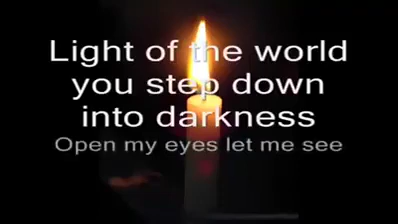 Light of the world
you step down
into darkness
Open my eyes let me see